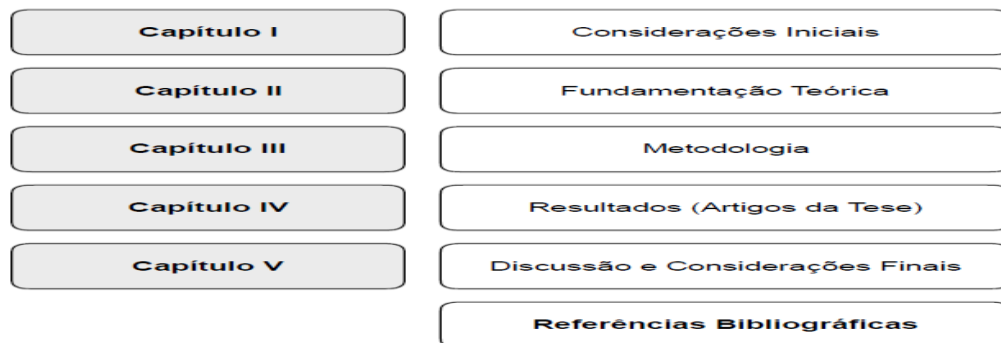 Capítulo I
Considerações Iniciais
Capítulo II
Fundamentação Teórica
Capítulo III
Metodologia
Capítulo IV
Resultados (Artigos da Tese)
Capítulo V
Discussão e Considerações Finais
Referências Bibliográficas